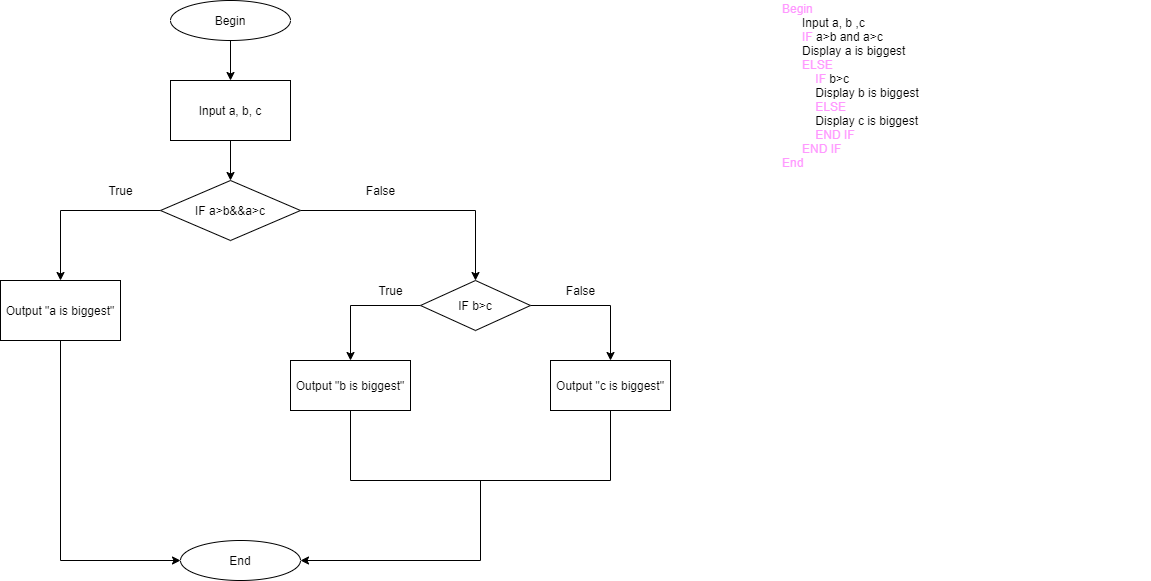 Begin
Input a, b, c
IF a>b&&a>c
True
False
Output "a is biggest"
IF b>c
True
False
Output "b is biggest"
Output "c is biggest"
End
Begin
Input a, b ,c
IF a>b and a>c
Display a is biggest
ELSE
IF b>c
Display b is biggest
ELSE
Display c is biggest
END IF
END IF
End